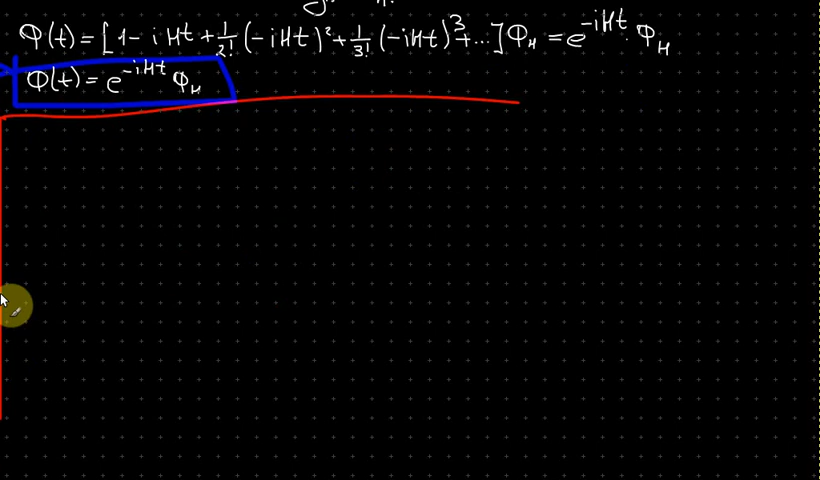 Φ(t) = [1 - iHt + 1/2! (-iHt)² + 1/3! (-iHt)³ + ...] Φ_H = e^{-iHt} · Φ_H
Φ(t) = e^{-iHt} Φ_H